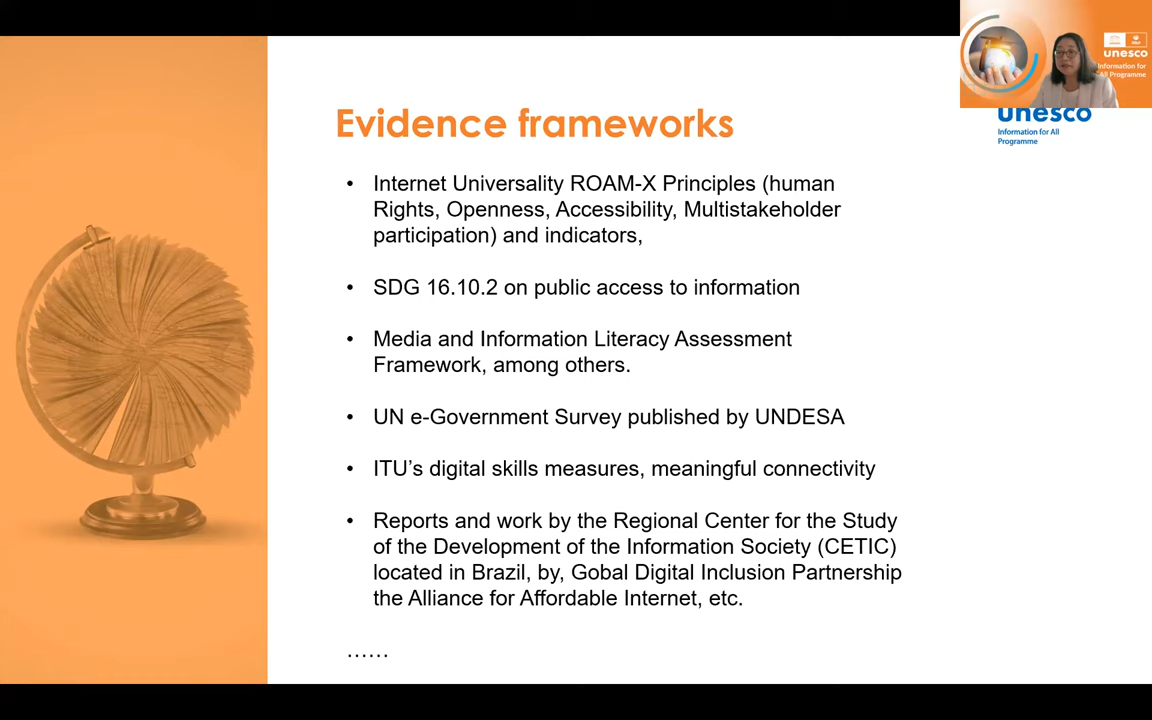 unesco
Information for
All Programme
unesco
Information for All
Programme
Evidence frameworks
• Internet Universality ROAM-X Principles (human
Rights, Openness, Accessibility, Multistakeholder
participation) and indicators,
• SDG 16.10.2 on public access to information
• Media and Information Literacy Assessment
Framework, among others.
• UN e-Government Survey published by UNDESA
• ITU’s digital skills measures, meaningful connectivity
• Reports and work by the Regional Center for the Study
of the Development of the Information Society (CETIC)
located in Brazil, by, Gobal Digital Inclusion Partnership
the Alliance for Affordable Internet, etc.
……